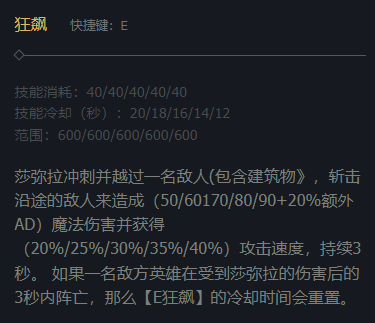 狂飙 快捷键：E
技能消耗：40/40/40/40/40
技能冷却（秒）：20/18/16/14/12
范围：600/600/600/600/600
莎弥拉冲刺并越过一名敌人(包含建筑物》，斩击
沿途的敌人来造成（50/60170/80/90+20%额外
AD）魔法伤害并获得
（20%/25%/30%/35%/40%）攻击速度，持续3
秒。 如果一名敌方英雄在受到莎弥拉的伤害后的
3秒内阵亡，那么【E狂飙】的冷却时间会重置。